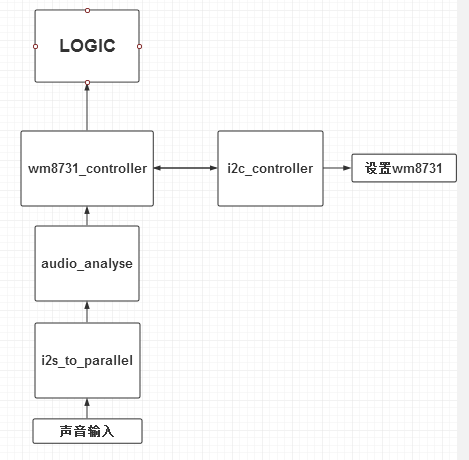 LOGIC
wm8731_controller
i2c_controller
设置wm8731
audio_analyse
i2s_to_parallel
声音输入